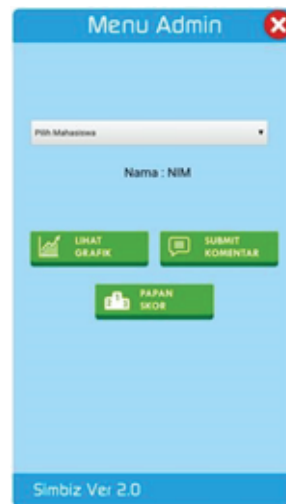 Menu Admin
Pilih Mahasiswa
Nama : NIM
LIHAT
GRAFIK
SUBMIT
KOMENTAR
PAPAN
SKOR
Simbiz Ver 2.0